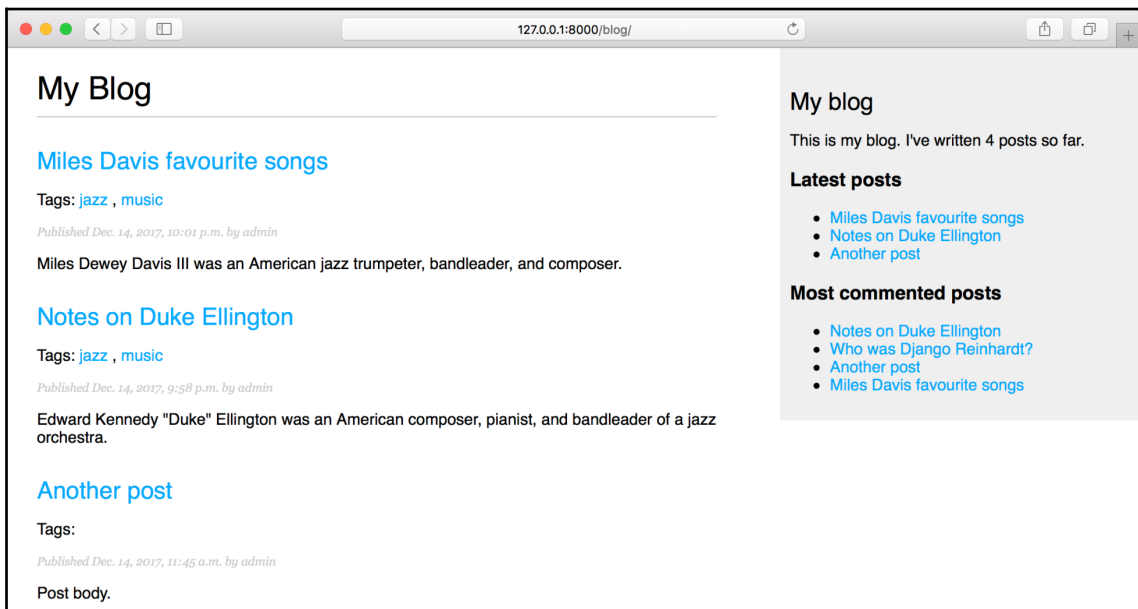 127.0.0.1:8000/blog/
My Blog
Miles Davis favourite songs
Tags: jazz , music
Published Dec. 14, 2017, 10:01 p.m. by admin
Miles Dewey Davis III was an American jazz trumpeter, bandleader, and composer.
Notes on Duke Ellington
Tags: jazz , music
Published Dec. 14, 2017, 9:58 p.m. by admin
Edward Kennedy "Duke" Ellington was an American composer, pianist, and bandleader of a jazz
orchestra.
Another post
Tags:
Published Dec. 14, 2017, 11:45 a.m. by admin
Post body.
My blog
This is my blog. I've written 4 posts so far.
Latest posts
• Miles Davis favourite songs
• Notes on Duke Ellington
• Another post
Most commented posts
• Notes on Duke Ellington
• Who was Django Reinhardt?
• Another post
• Miles Davis favourite songs